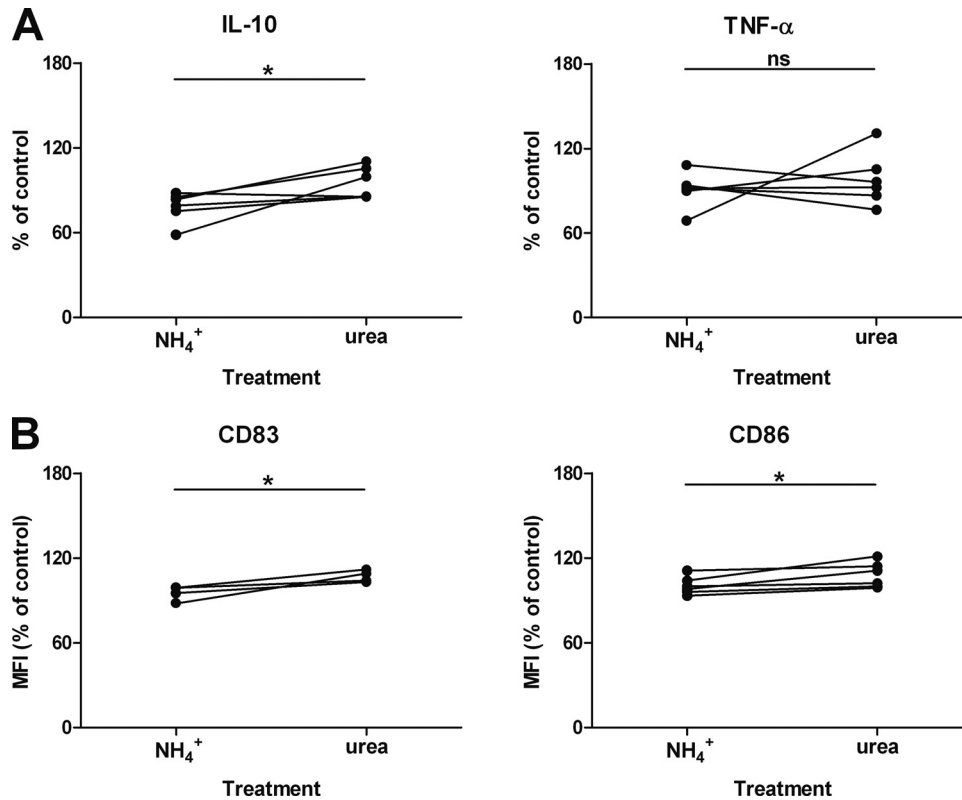 A
IL-10
% of control
180
120
60
0
*
NH4+
urea
Treatment
TNF-α
% of control
180
120
60
0
ns
NH4+
urea
Treatment
B
CD83
MFI (% of control)
180
120
60
0
*
NH4+
urea
Treatment
CD86
MFI (% of control)
180
120
60
0
*
NH4+
urea
Treatment